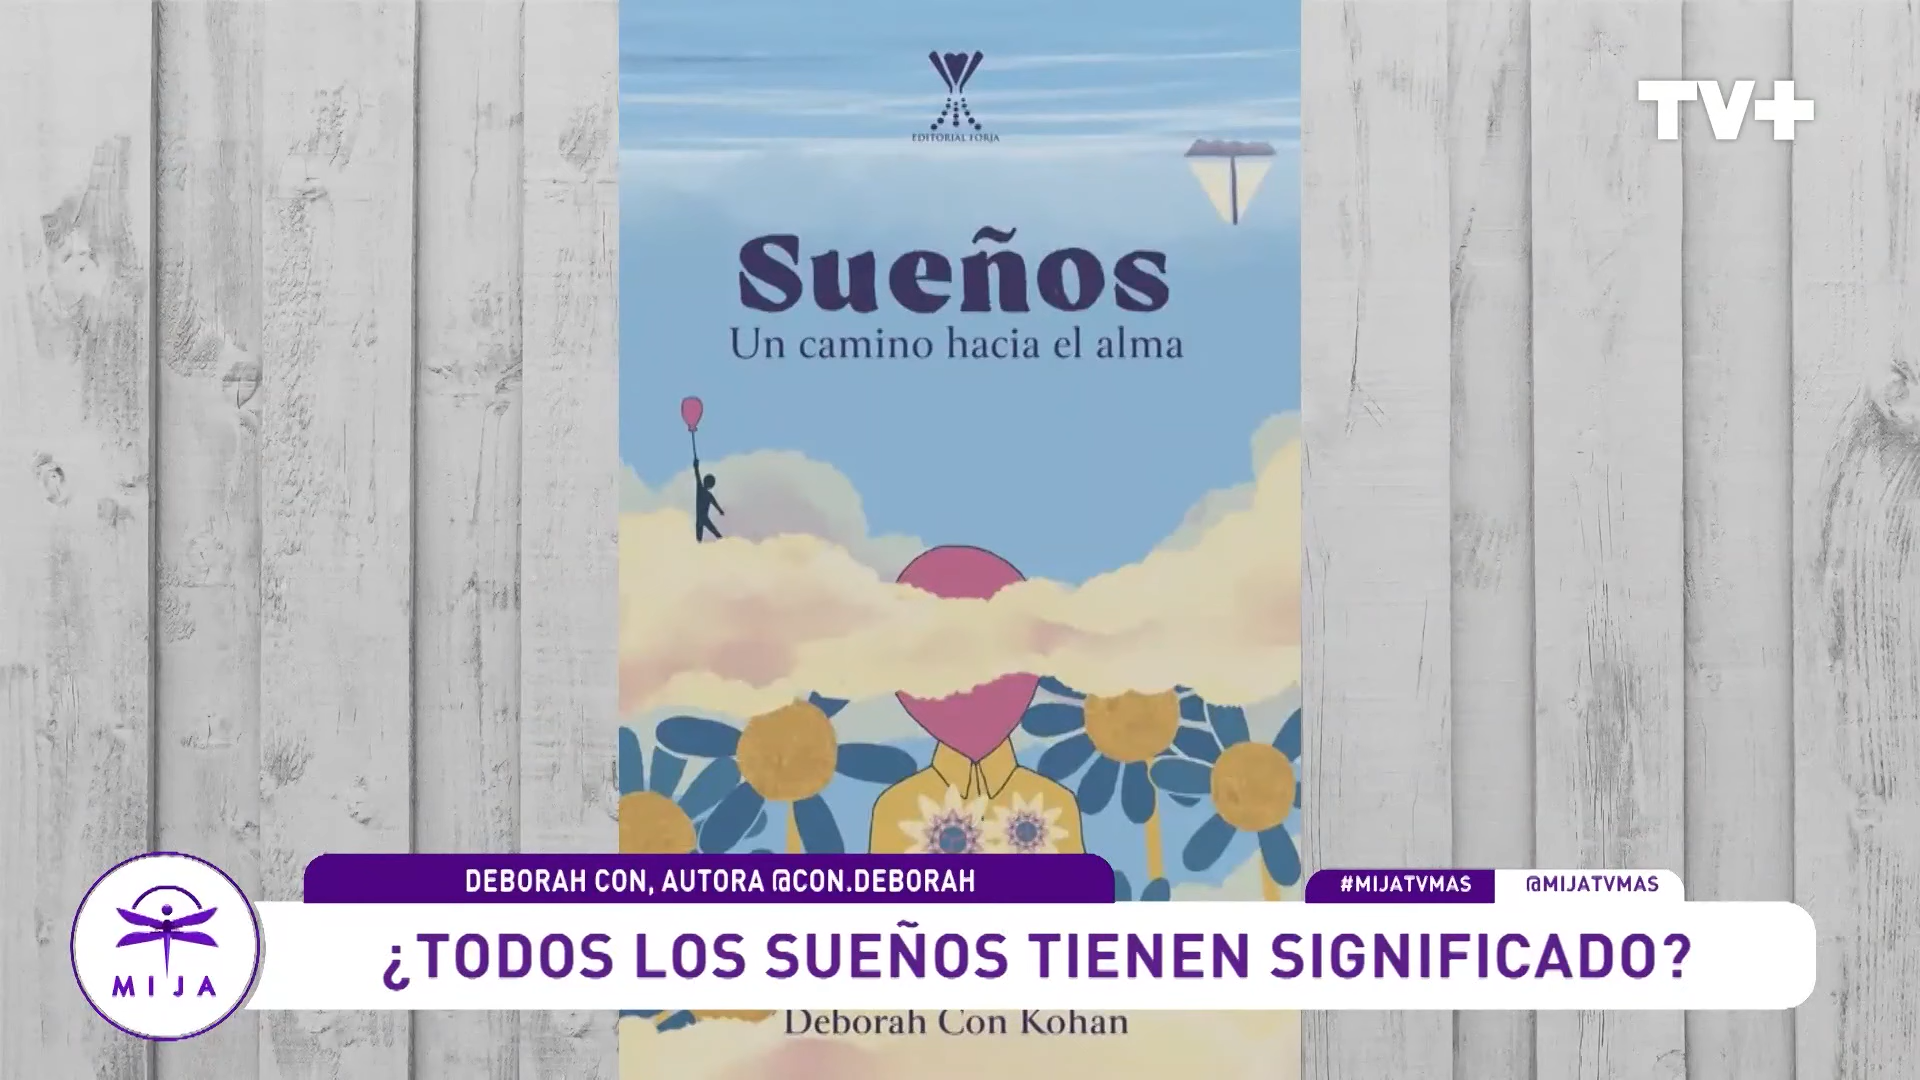 EDITORIAL FORJA
TV+
Sueños
Un camino hacia el alma
DEBORAH CON, AUTORA @CON.DEBORAH
#MIJATVMAS
@MIJATVMAS
¿TODOS LOS SUEÑOS TIENEN SIGNIFICADO?
MIJA
Deborah Con Kohan